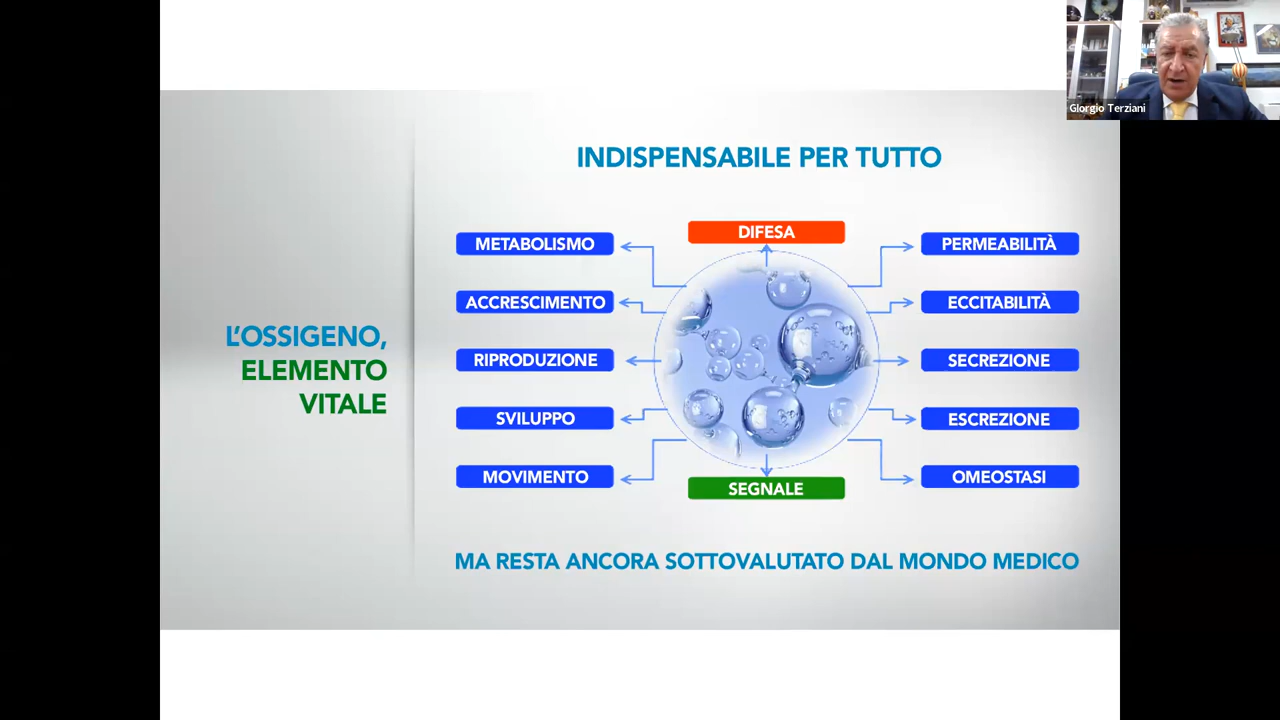 Giorgio Terziani
INDISPENSABILE PER TUTTO
L'OSSIGENO,
ELEMENTO
VITALE
DIFESA
METABOLISMO
ACCRESCIMENTO
RIPRODUZIONE
SVILUPPO
MOVIMENTO
PERMEABILITÀ
ECCITABILITÀ
SECREZIONE
ESCREZIONE
OMEOSTASI
SEGNALE
MA RESTA ANCORA SOTTOVALUTATO DAL MONDO MEDICO